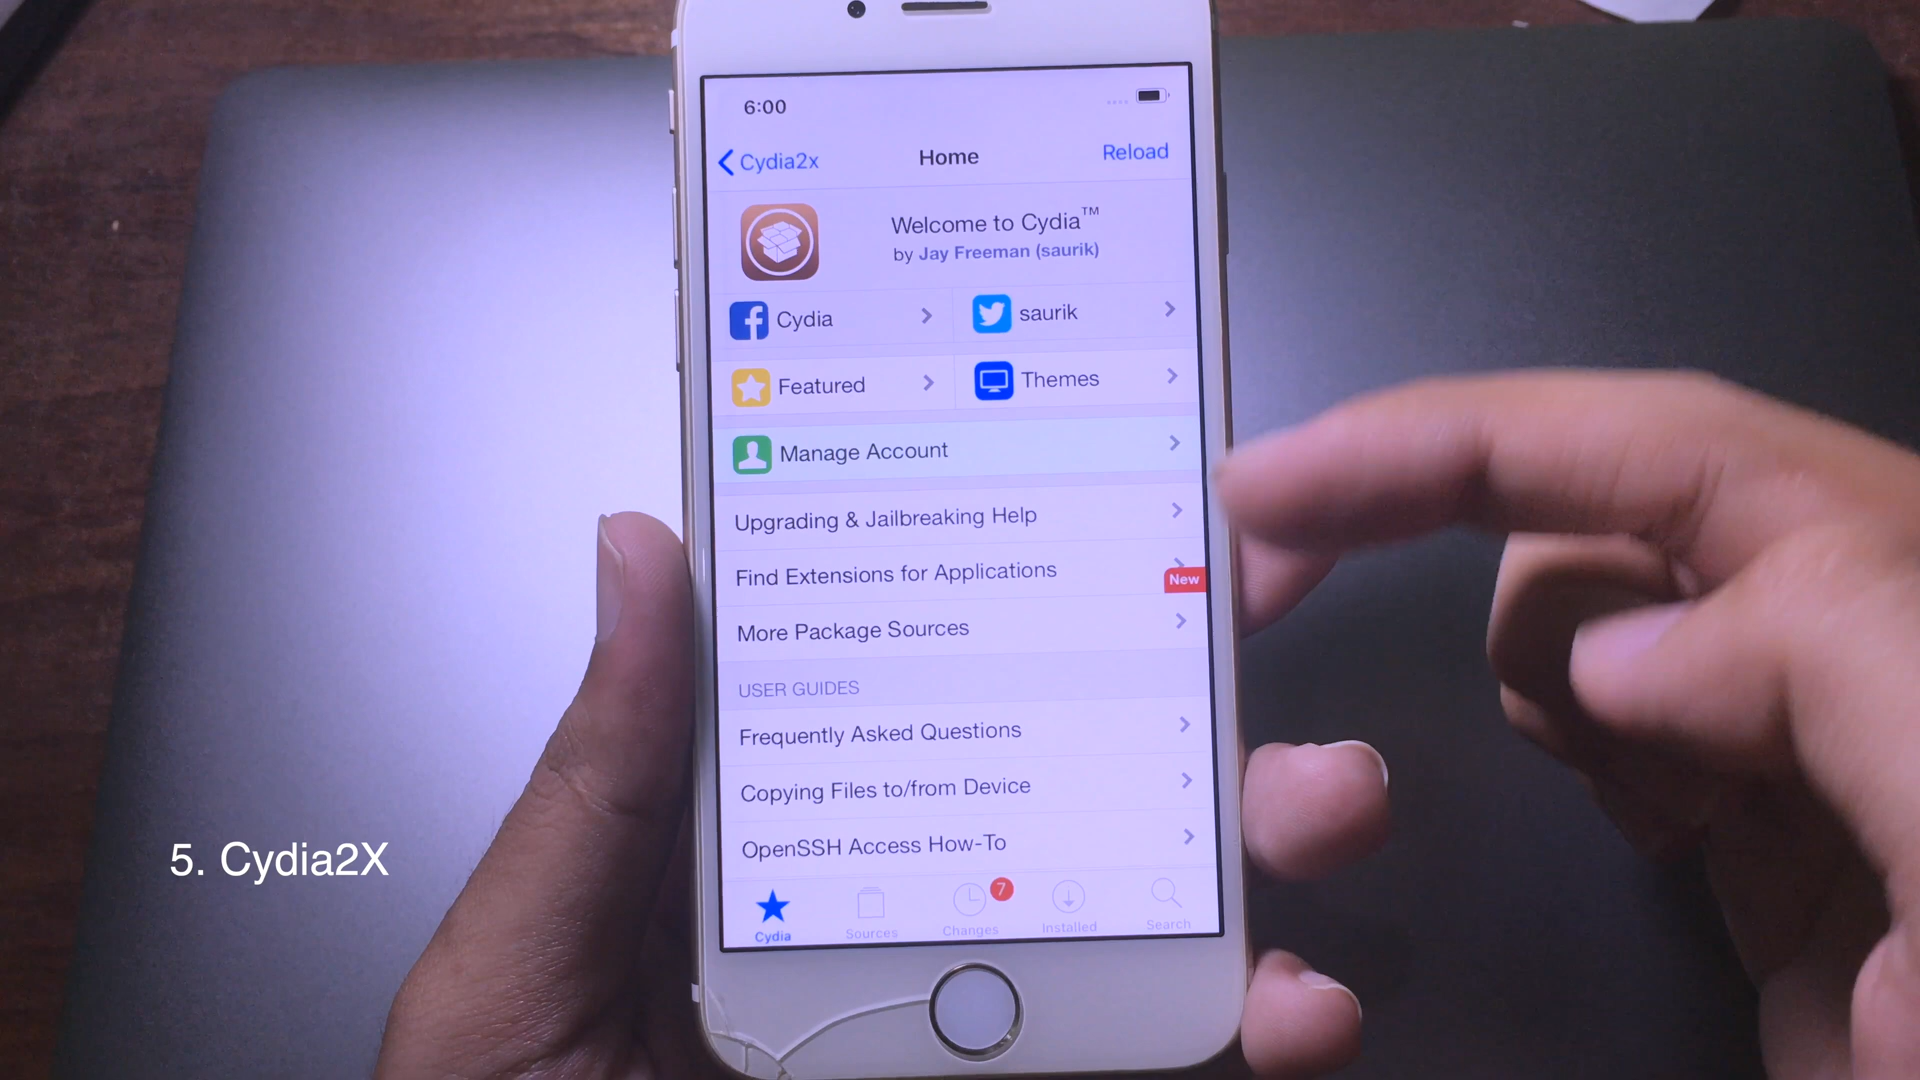 6:00
Cydia2x
Home
Reload
Welcome to Cydia™
by Jay Freeman (saurik)
Cydia
saurik
Featured
Themes
Manage Account
Upgrading & Jailbreaking Help
Find Extensions for Applications
New
More Package Sources
USER GUIDES
Frequently Asked Questions
Copying Files to/from Device
OpenSSH Access How-To
5. Cydia2X
7
Cydia
Sources
Changes
Installed
Search